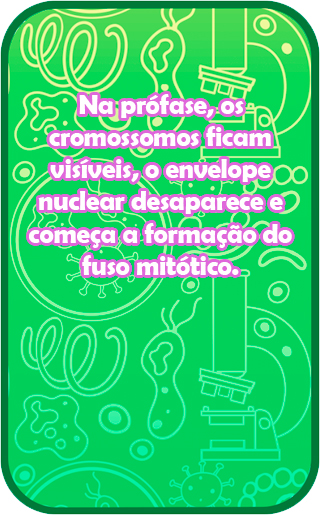 Na prófase, os
cromossomos ficam
visíveis, o envelope
nuclear desaparece e
começa a formação do
fuso mitótico.